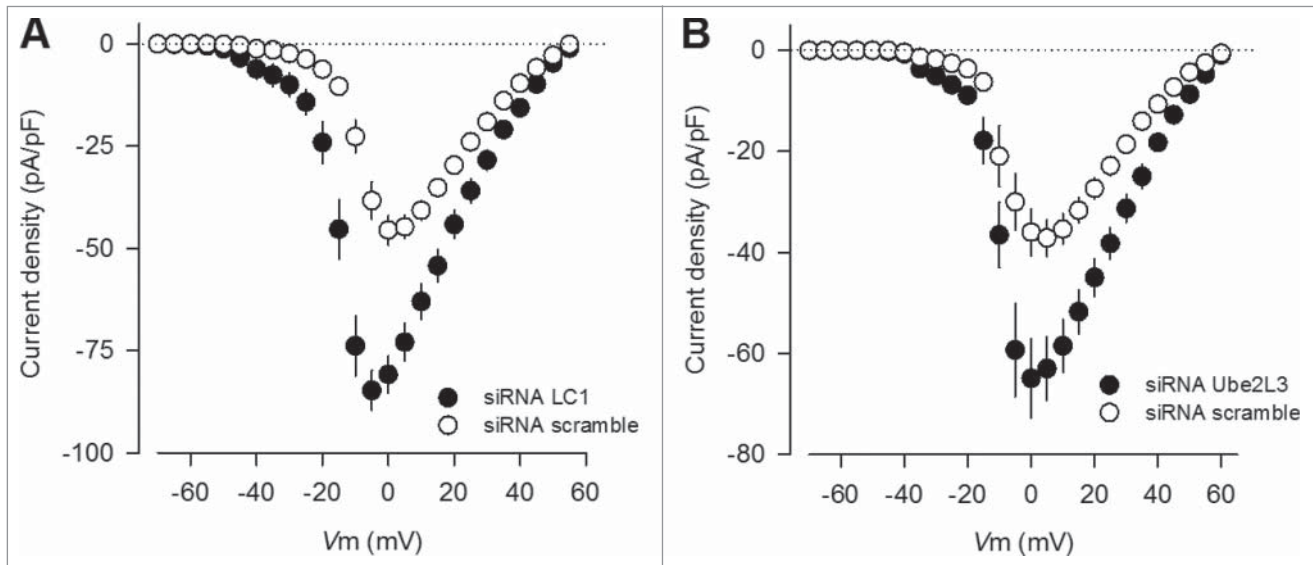 A
0
-25
-50
-75
-100
Current density (pA/pF)
siRNA LC1
siRNA scramble
-60 -40 -20 0 20 40 60
Vm (mV)
B
0
-20
-40
-60
-80
Current density (pA/pF)
siRNA Ube2L3
siRNA scramble
-60 -40 -20 0 20 40 60
Vm (mV)